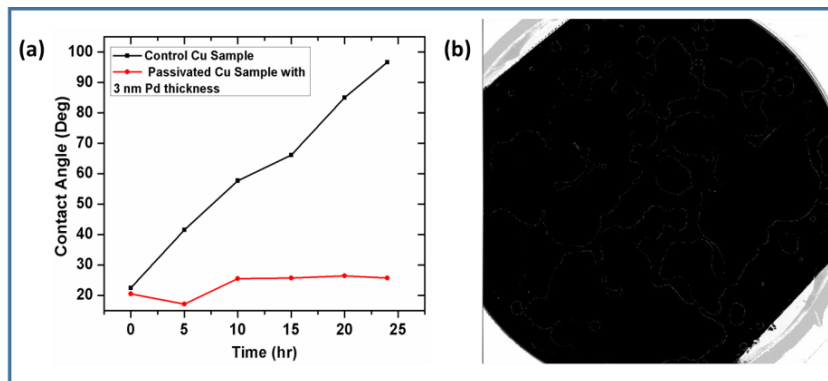 (a)
Control Cu Sample
Passivated Cu Sample with
3 nm Pd thickness
Contact Angle (Deg)
100
90
80
70
60
50
40
30
20
0 5 10 15 20 25
Time (hr)
(b)